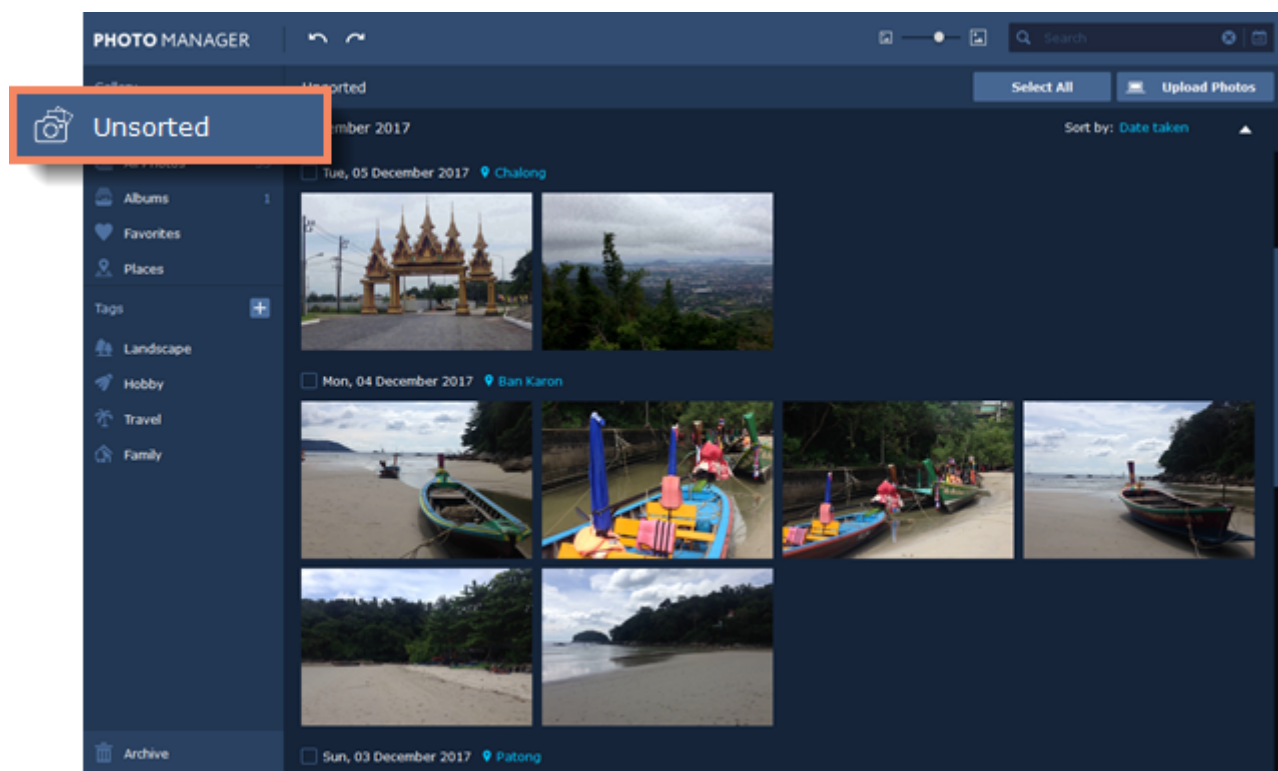 PHOTO MANAGER
Search
Unsorted
Select All
Upload Photos
Unsorted
Sort by: Date taken
2017
Tue, 05 December 2017 Chalong
Albums 1
Favorites
Places
Tags
Landscape
Hobby
Travel
Family
Mon, 04 December 2017 Ban Karon
Archive
Sun, 03 December 2017 Patong